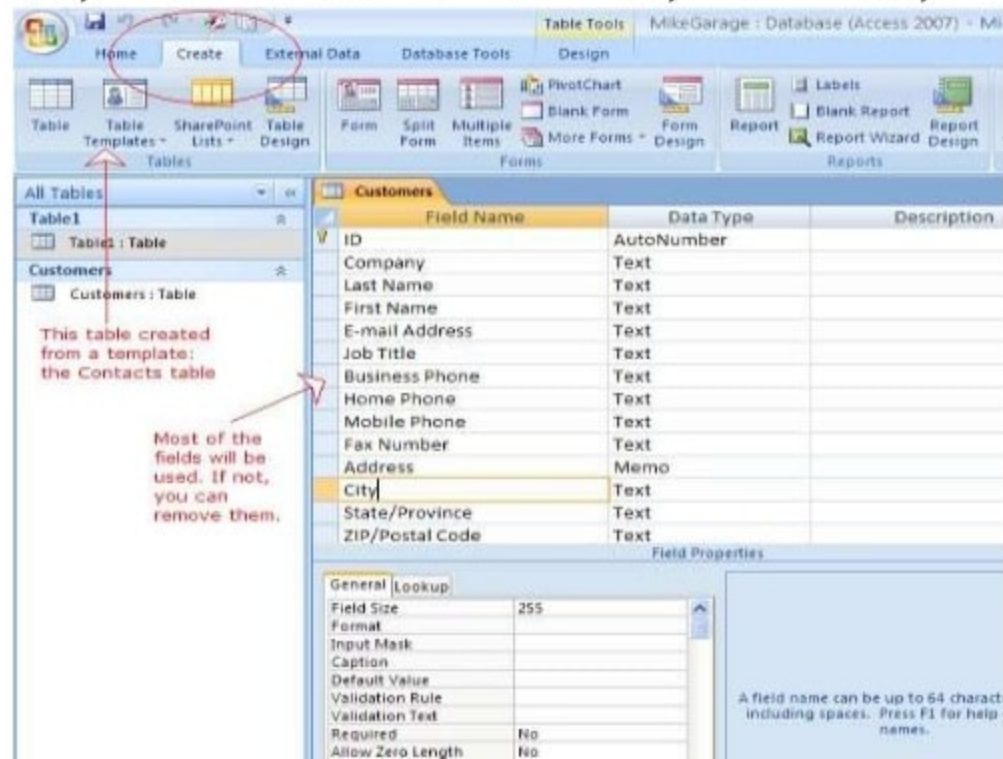 Table Tools MikeGarage : Database (Access 2007) - Mi
Home Create External Data Database Tools Design
Table
Table Templates
SharePoint Lists
Table Design
Tables
Form
Split Form
Multiple Items
PivotChart
Blank Form
More Forms
Form Design
Forms
Report
Labels
Blank Report
Report Wizard
Report Design
Reports
All Tables
Table1
Table1 : Table
Customers
Customers : Table
This table created
from a template:
the Contacts table
Most of the
fields will be
used. If not,
you can
remove them.
Customers
Field Name Data Type Description
ID AutoNumber
Company Text
Last Name Text
First Name Text
E-mail Address Text
Job Title Text
Business Phone Text
Home Phone Text
Mobile Phone Text
Fax Number Text
Address Memo
City Text
State/Province Text
ZIP/Postal Code Text
Field Properties
General Lookup
Field Size 255
Format
Input Mask
Caption
Default Value
Validation Rule
Validation Text
Required No
Allow Zero Length No
A field name can be up to 64 charact
including spaces. Press F1 for help
names.